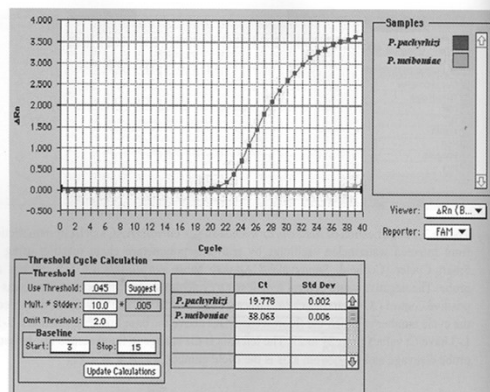 4.000
3.500
3.000
2.500
2.000
1.500
1.000
0.500
0.000
-0.500
ΔRn
0 2 4 6 8 10 12 14 16 18 20 22 24 26 28 30 32 34 36 38 40
Cycle
Samples
P. pachyrhizi
P. meibomiae
Viewer: ΔRn (B... ▼
Reporter: FAM ▼
Threshold Cycle Calculation
Threshold
Use Threshold: .045 Suggest
Mult. * Stddev: 10.0 * .005
Omit Threshold: 2.0
Baseline
Start: 3 Stop: 15
Update Calculations
Ct Std Dev
P. pachyrhizi 19.778 0.002
P. meibomiae 38.063 0.006